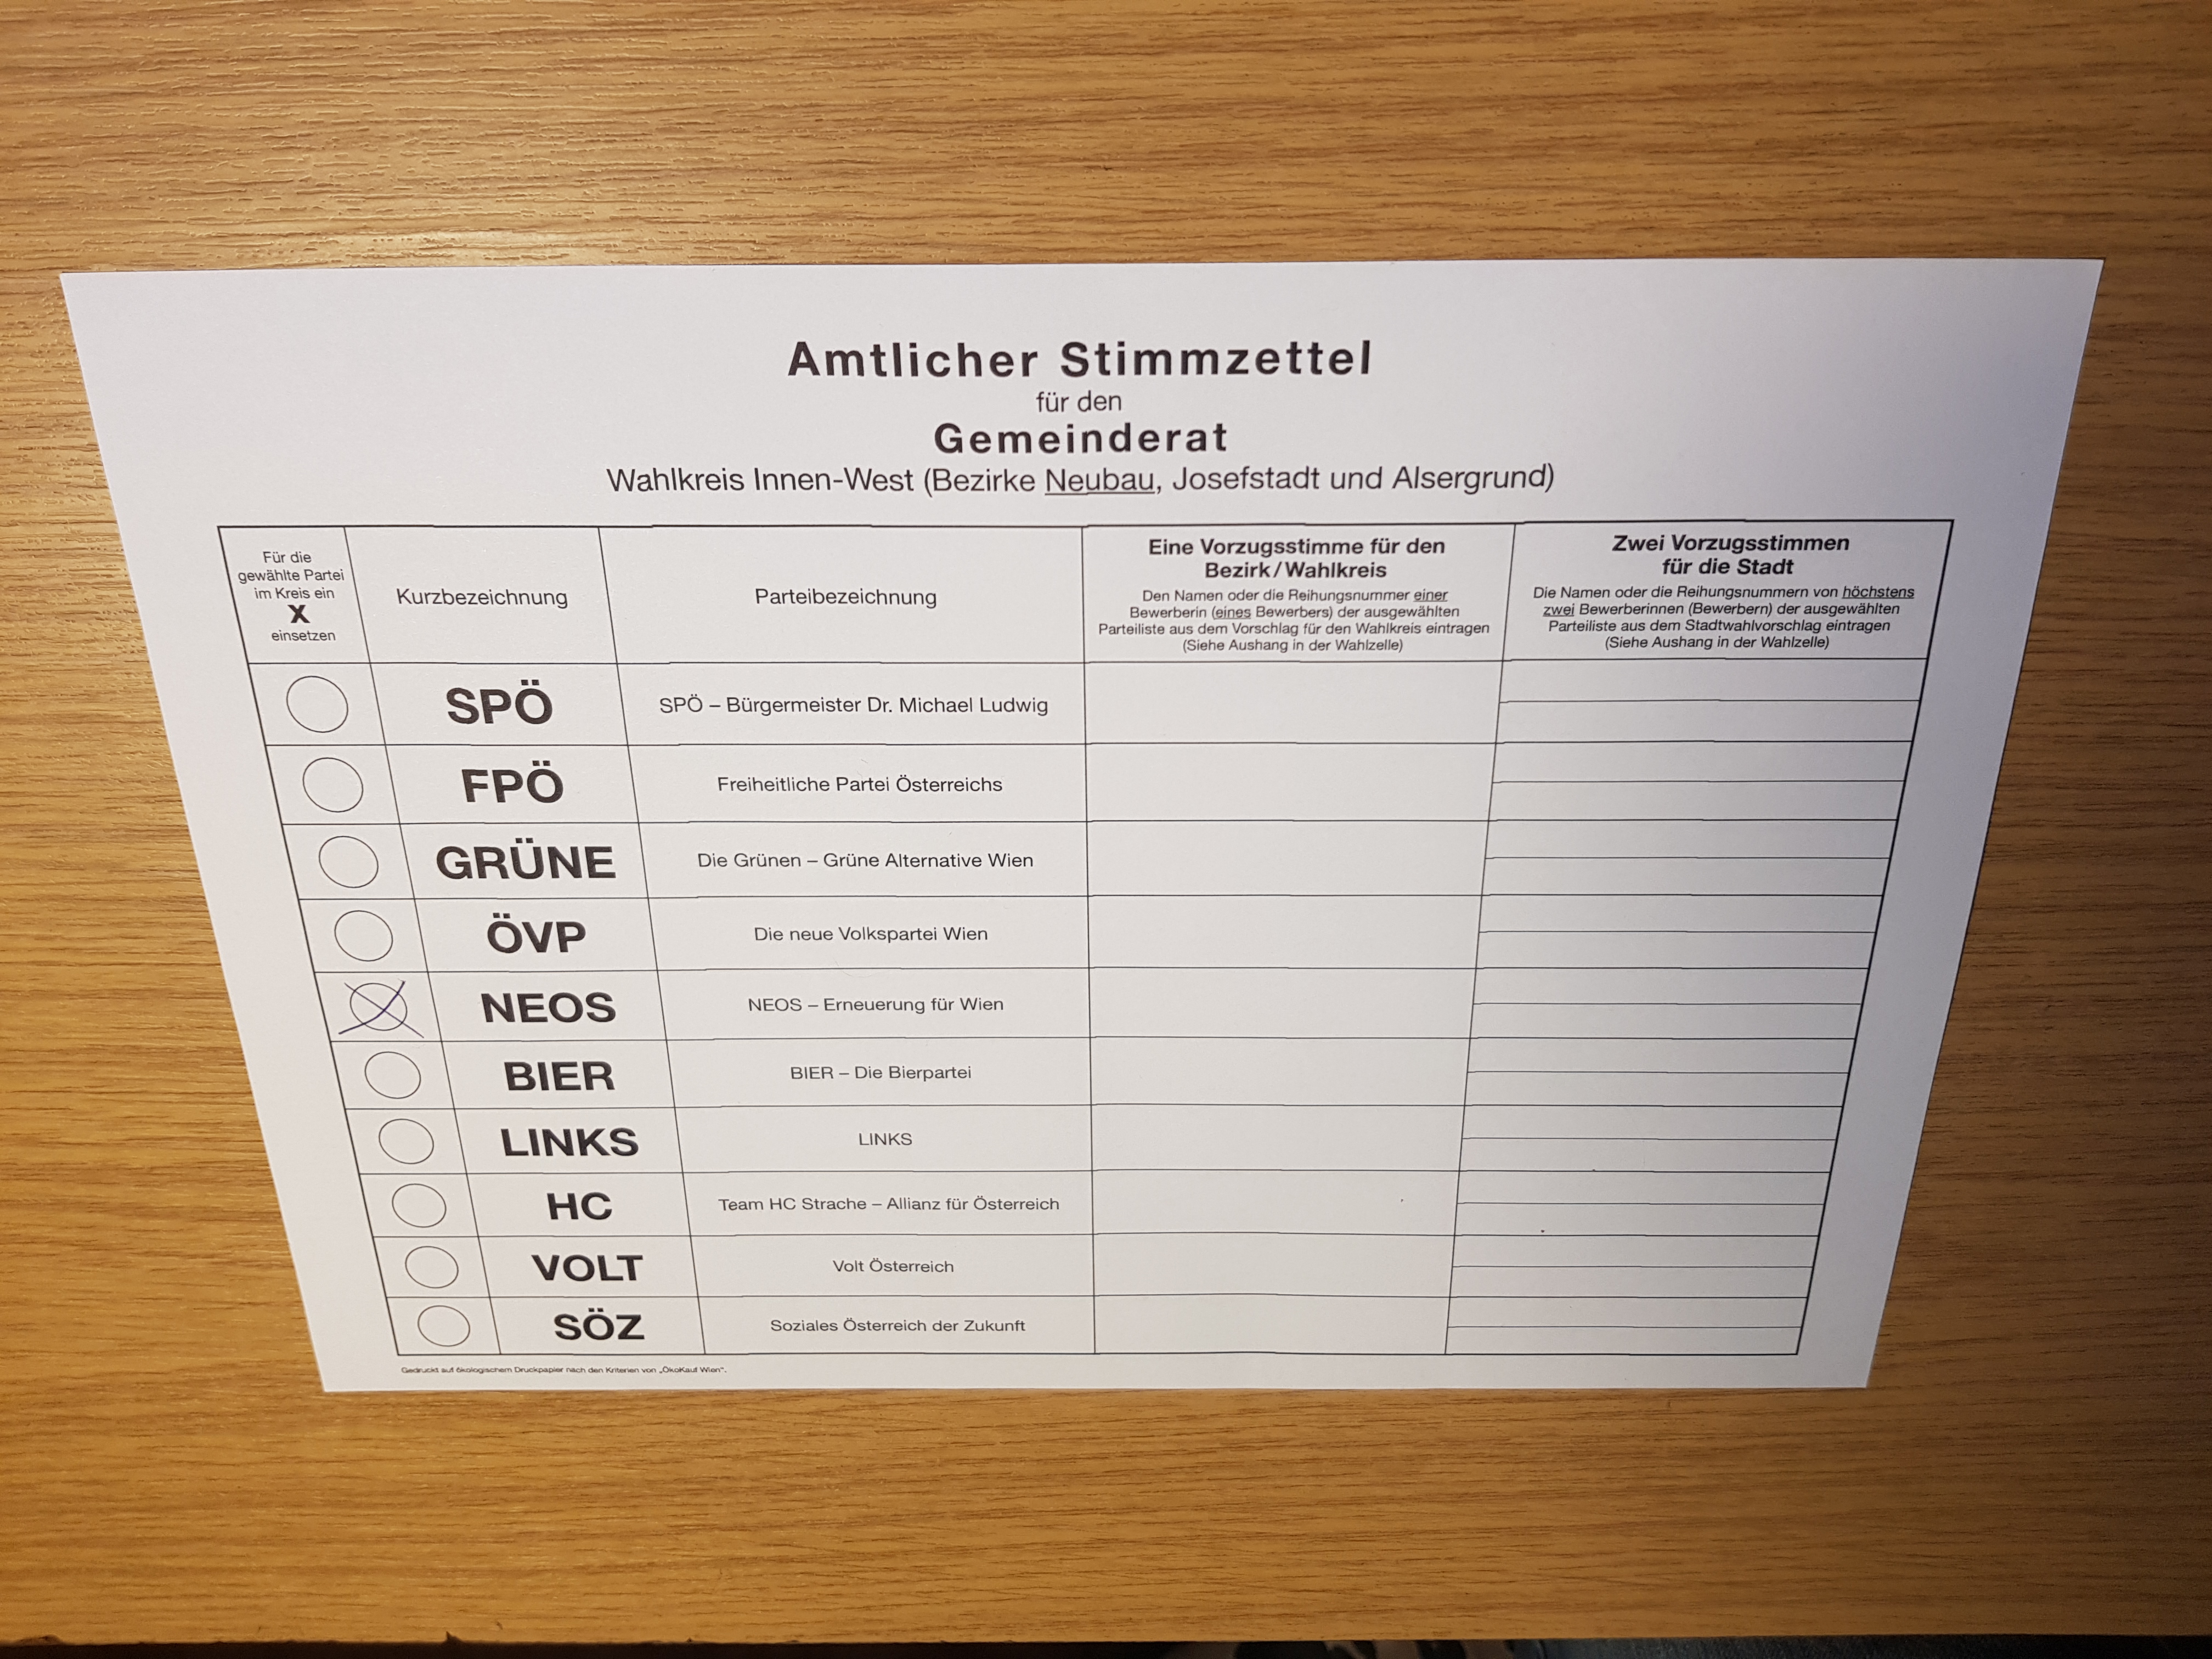 Amtlicher Stimmzettel
für den
Gemeinderat
Wahlkreis Innen-West (Bezirke Neubau, Josefstadt und Alsergrund)
Für die
gewählte Partei
im Kreis ein
X
einsetzen
Kurzbezeichnung
Parteibezeichnung
Eine Vorzugsstimme für den
Bezirk/Wahlkreis
Den Namen oder die Reihungsnummer einer
Bewerberin (eines Bewerbers) der ausgewählten
Parteiliste aus dem Vorschlag für den Wahlkreis eintragen
(Siehe Aushang in der Wahlzelle)
Zwei Vorzugsstimmen
für die Stadt
Die Namen oder die Reihungsnummern von höchstens
zwei Bewerberinnen (Bewerbern) der ausgewählten
Parteiliste aus dem Stadtwahlvorschlag eintragen
(Siehe Aushang in der Wahlzelle)
SPÖ SPÖ – Bürgermeister Dr. Michael Ludwig
FPÖ Freiheitliche Partei Österreichs
GRÜNE Die Grünen – Grüne Alternative Wien
ÖVP Die neue Volkspartei Wien
X NEOS NEOS – Erneuerung für Wien
BIER BIER – Die Bierpartei
LINKS LINKS
HC Team HC Strache – Allianz für Österreich
VOLT Volt Österreich
SÖZ Soziales Österreich der Zukunft
Gedruckt auf ökologischem Druckpapier nach den Kriterien von „ÖkoKauf Wien“.